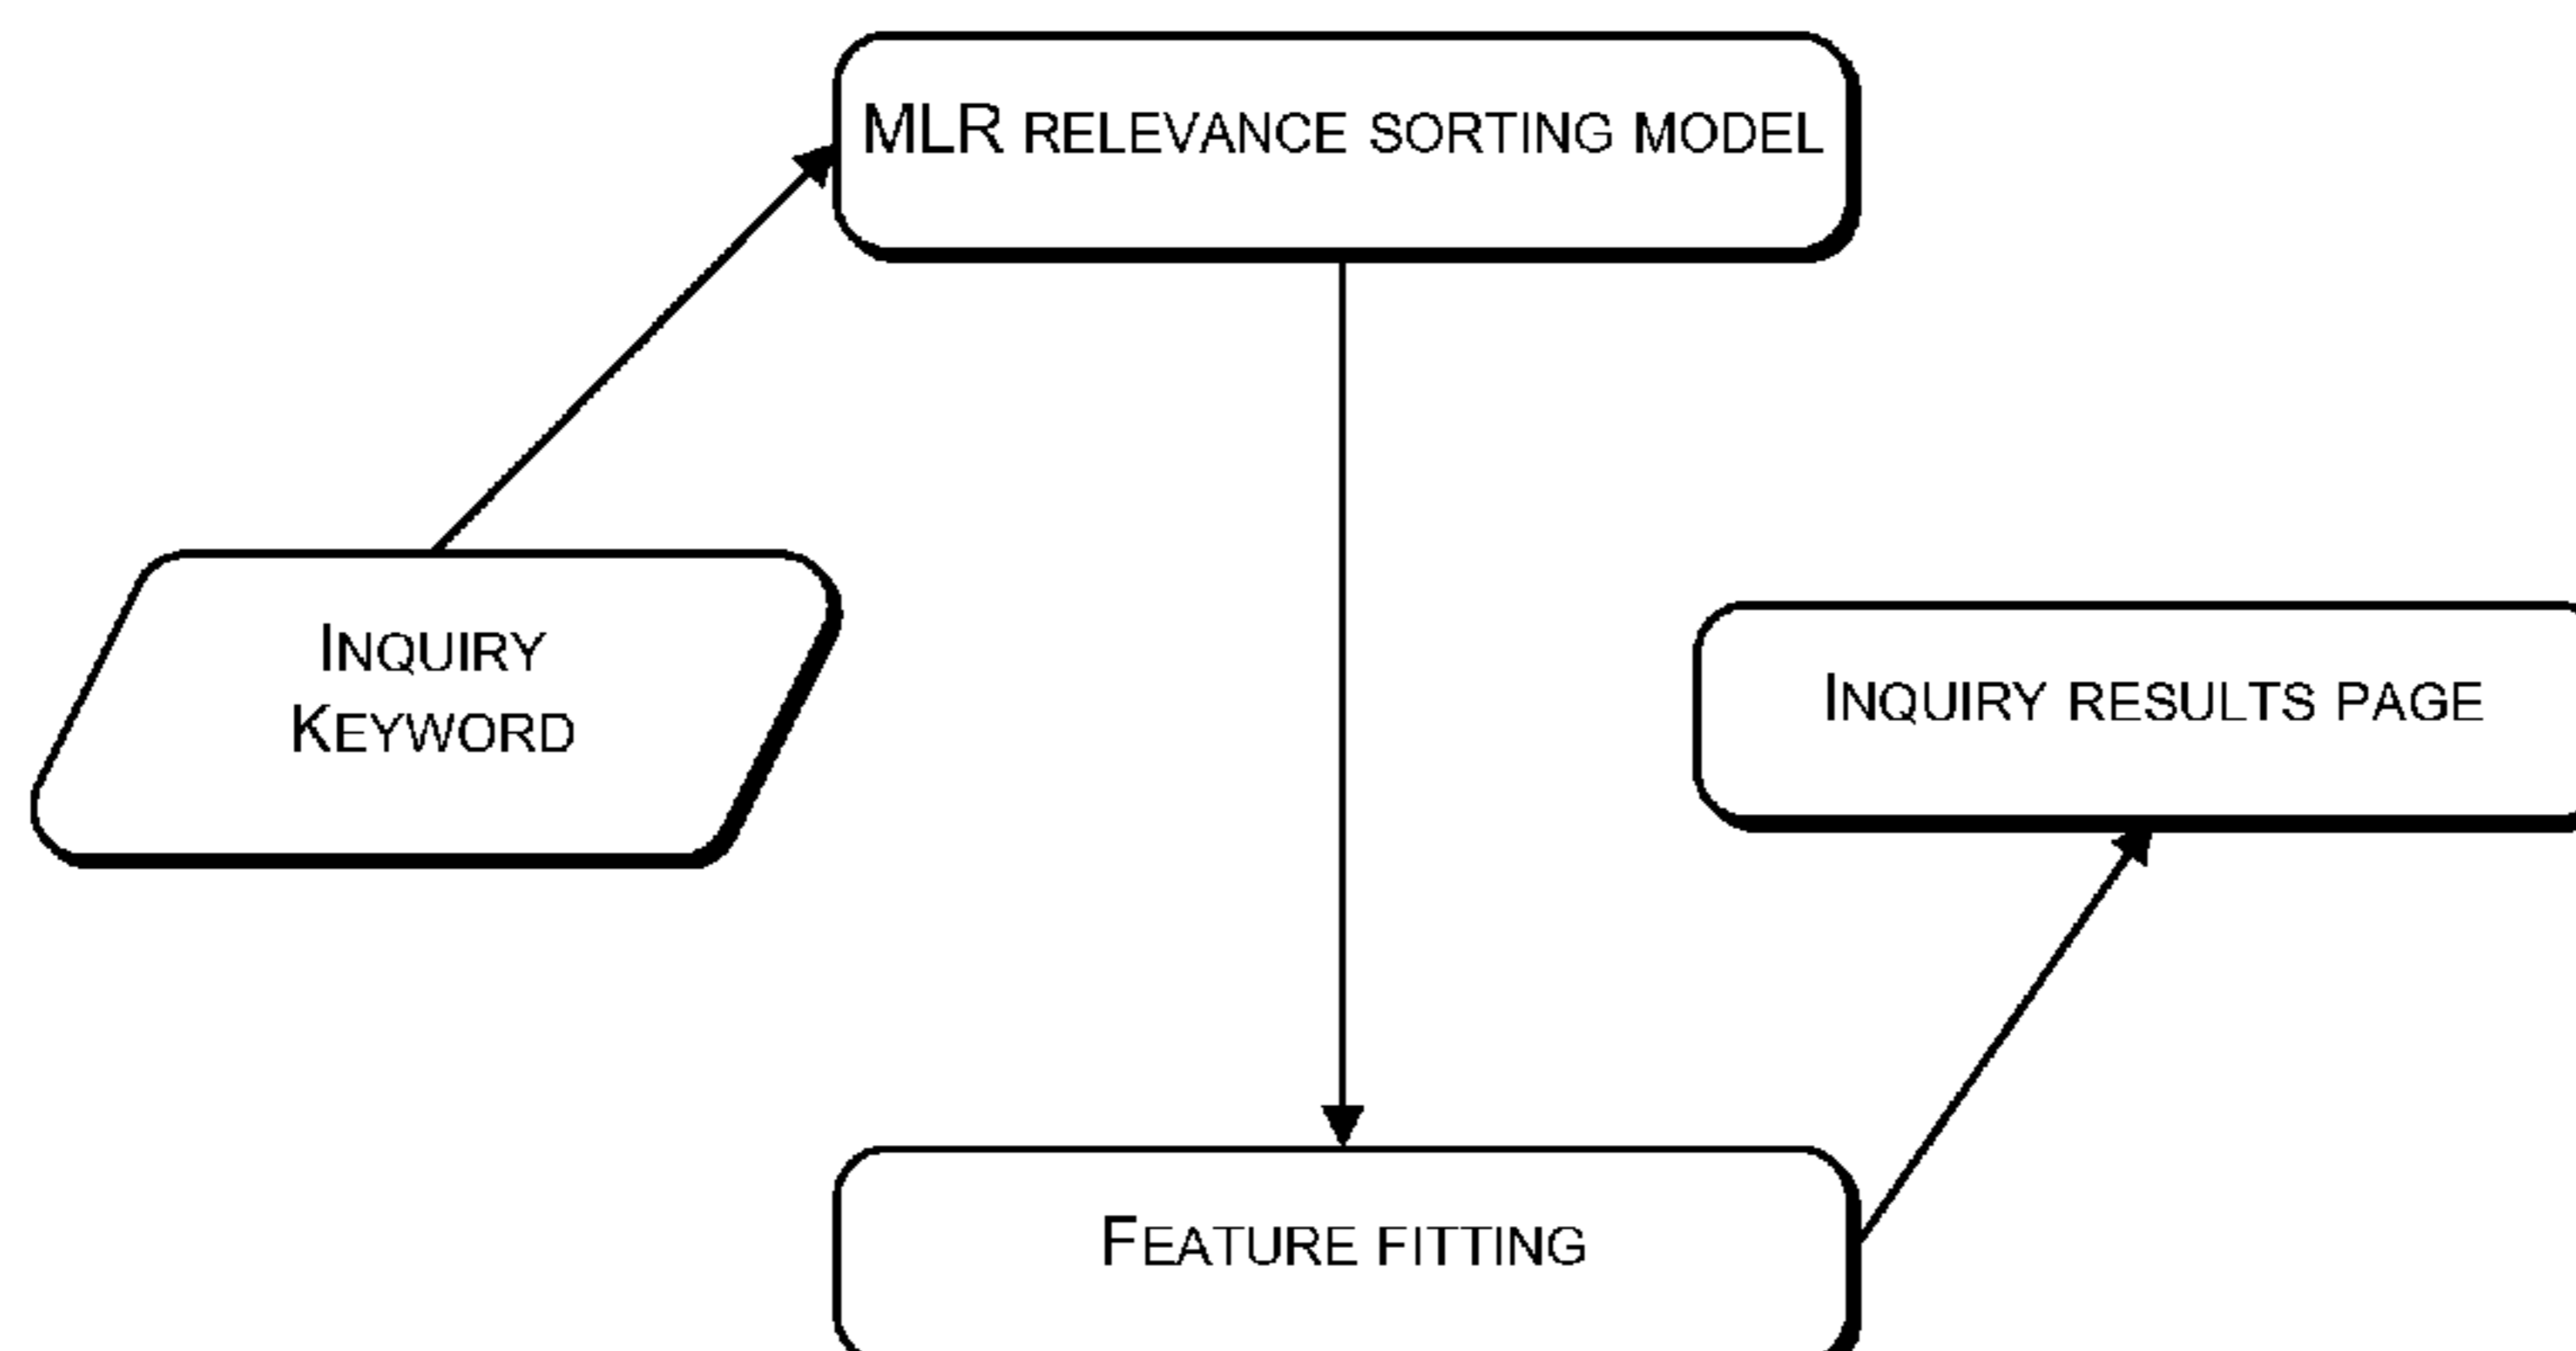 MLR RELEVANCE SORTING MODEL
INQUIRY
KEYWORD
INQUIRY RESULTS PAGE
FEATURE FITTING